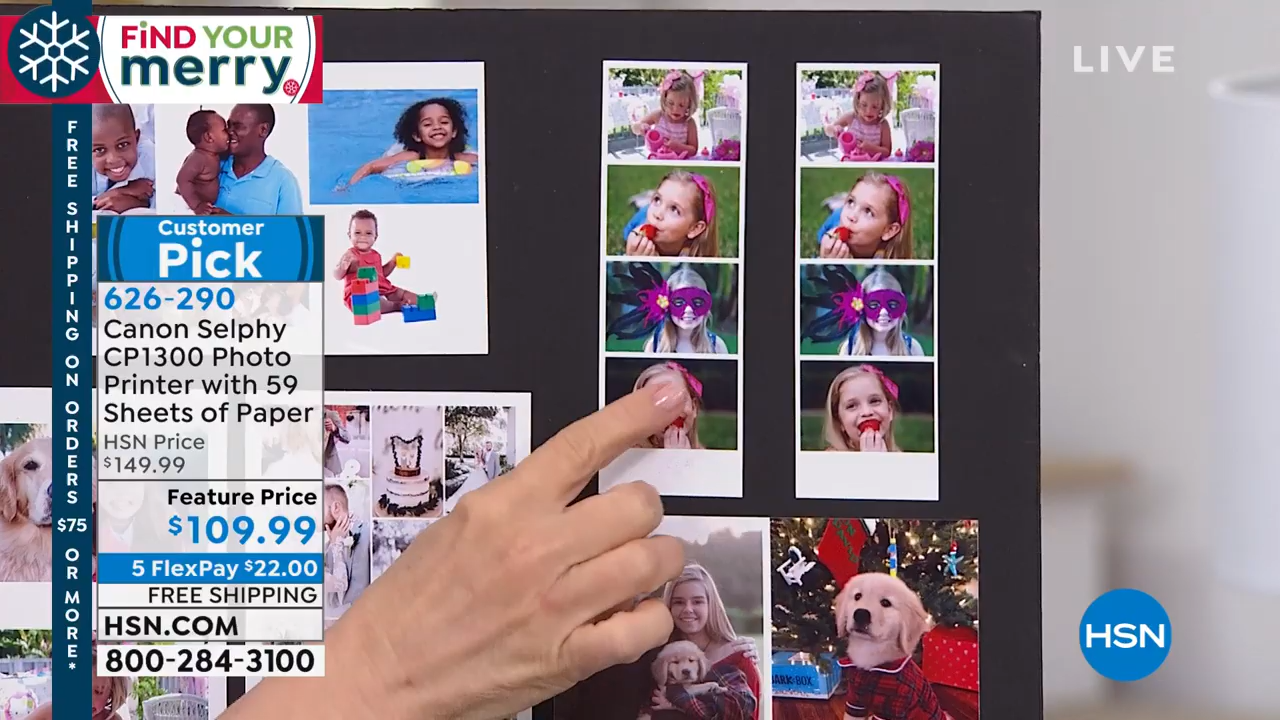 FiND YOUR
merry
LIVE
FREE SHIPPING ON ORDERS $75 OR MORE*
Customer
Pick
626-290
Canon Selphy
CP1300 Photo
Printer with 59
Sheets of Paper
HSN Price
$149.99
Feature Price
$109.99
5 FlexPay $22.00
FREE SHIPPING
HSN.COM
800-284-3100
BARK BOX
HSN